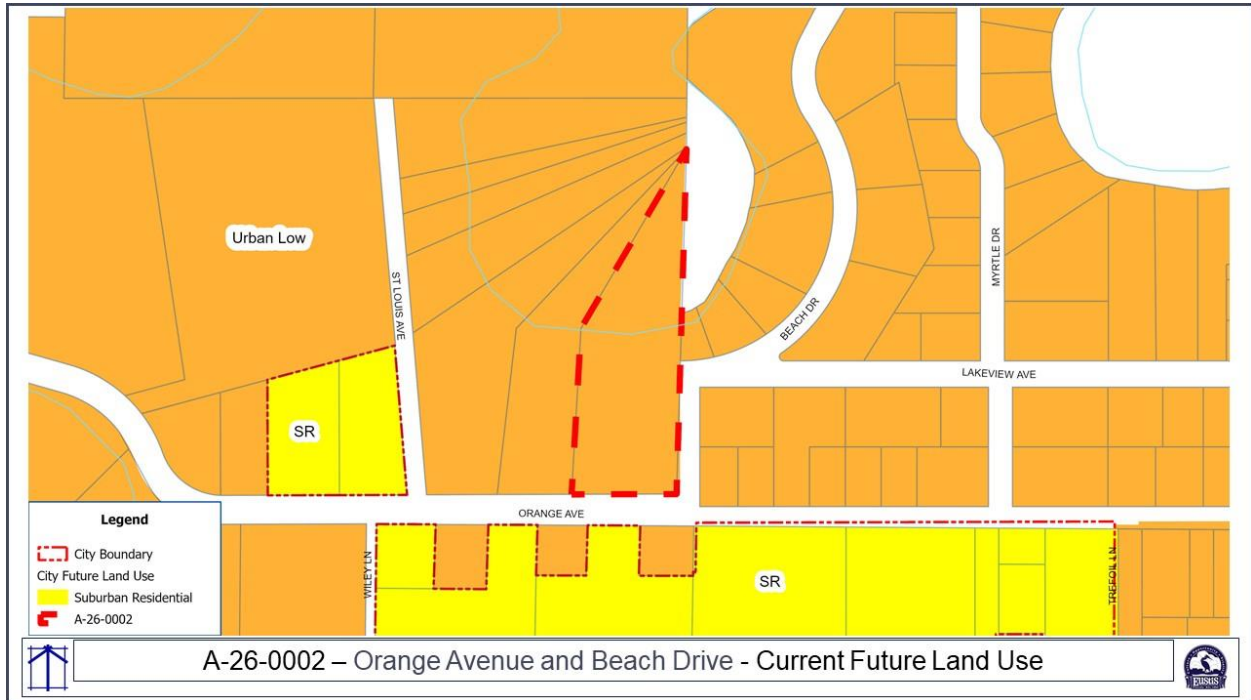 Urban Low
ST LOUIS AVE
BEACH DR
MYRTLE DR
LAKEVIEW AVE
SR
ORANGE AVE
WILEY LN
SR
TREFOIL LN
Legend
City Boundary
City Future Land Use
Suburban Residential
A-26-0002
A-26-0002 – Orange Avenue and Beach Drive - Current Future Land Use